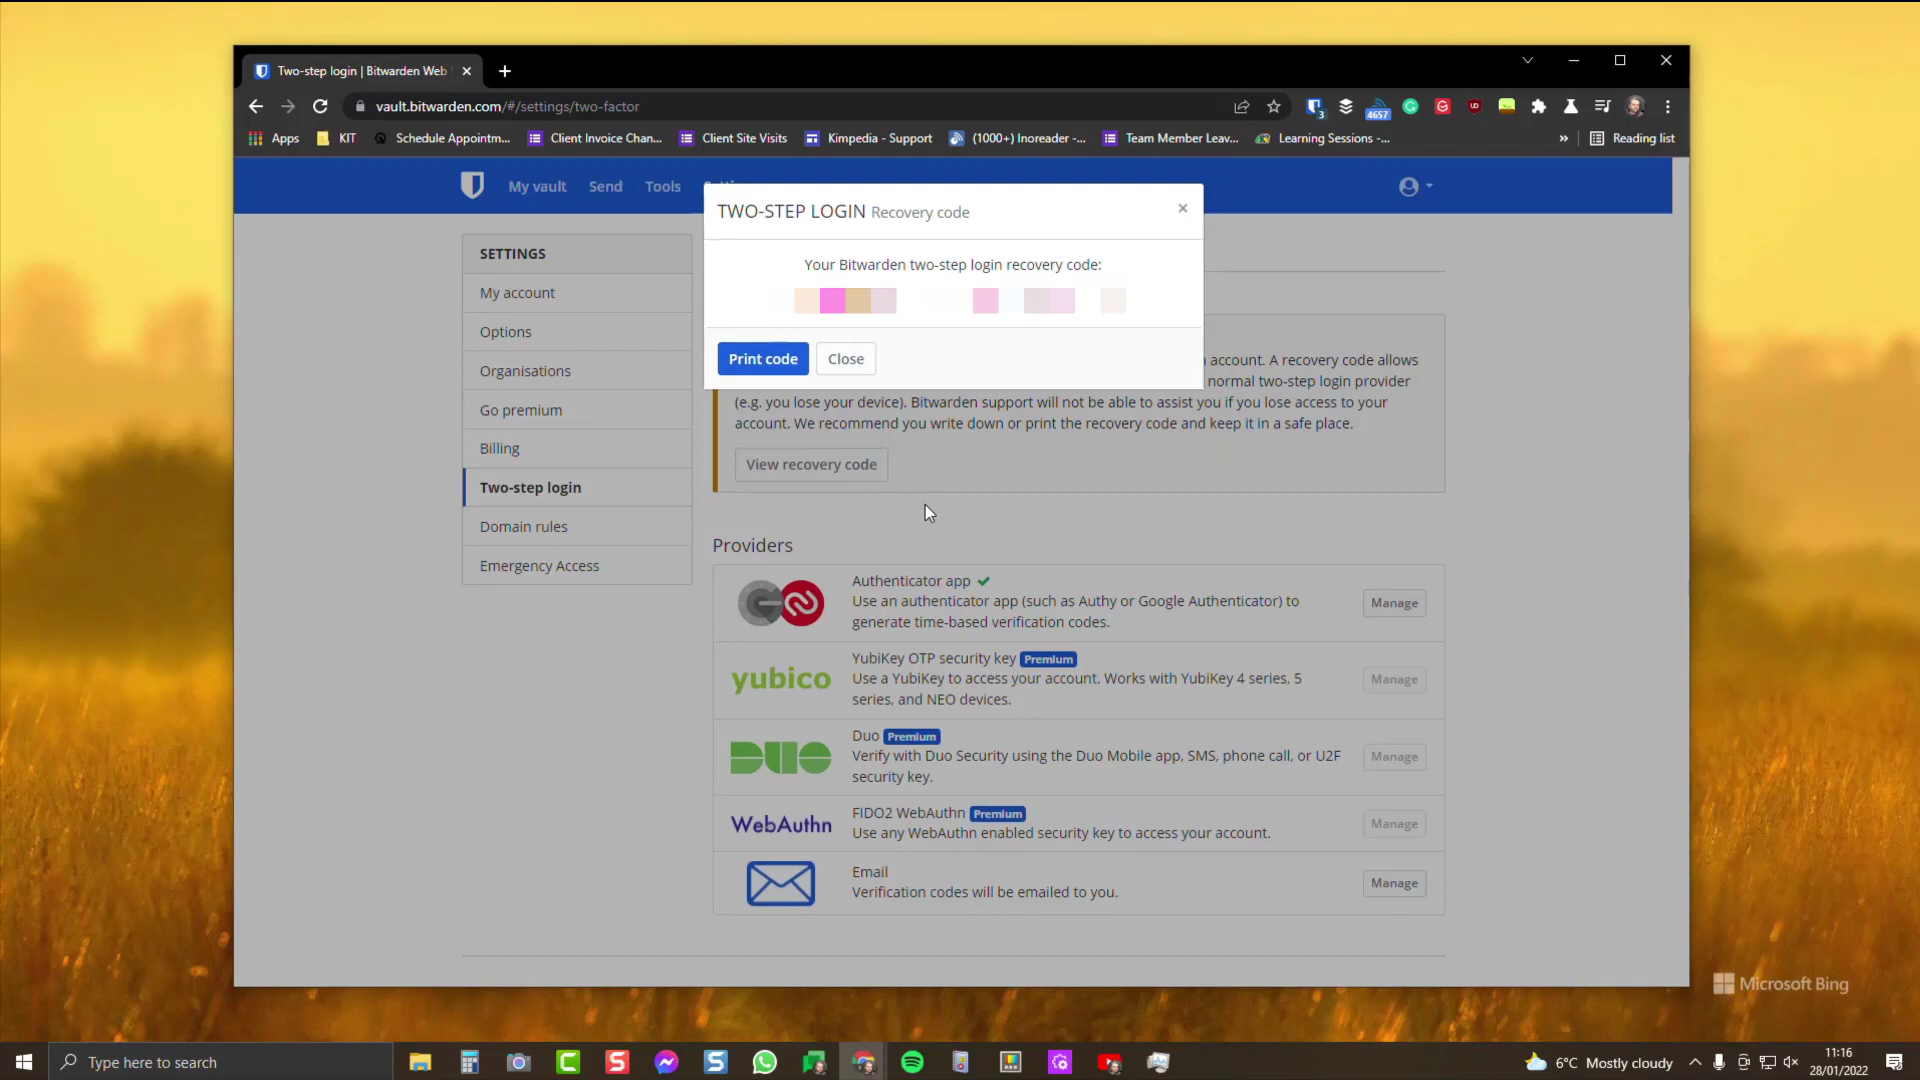 Two-step login | Bitwarden Web
vault.bitwarden.com/#/settings/two-factor
3
4657
Apps
KIT
Schedule Appointm...
Client Invoice Chan...
Client Site Visits
Kimpedia - Support
(1000+) Inoreader -...
Team Member Leav...
Learning Sessions -...
»
Reading list
My vault
Send
Tools
TWO-STEP LOGIN Recovery code
×
Your Bitwarden two-step login recovery code:
Print code
Close
SETTINGS
My account
Options
Organisations
Go premium
Billing
Two-step login
Domain rules
Emergency Access
account. A recovery code allows
normal two-step login provider
(e.g. you lose your device). Bitwarden support will not be able to assist you if you lose access to your
account. We recommend you write down or print the recovery code and keep it in a safe place.
View recovery code
Providers
Authenticator app
Use an authenticator app (such as Authy or Google Authenticator) to
generate time-based verification codes.
Manage
yubico
YubiKey OTP security key Premium
Use a YubiKey to access your account. Works with YubiKey 4 series, 5
series, and NEO devices.
Manage
DUO
Duo Premium
Verify with Duo Security using the Duo Mobile app, SMS, phone call, or U2F
security key.
Manage
WebAuthn
FIDO2 WebAuthn Premium
Use any WebAuthn enabled security key to access your account.
Manage
Email
Verification codes will be emailed to you.
Manage
Microsoft Bing
Type here to search
6°C Mostly cloudy
11:16
28/01/2022